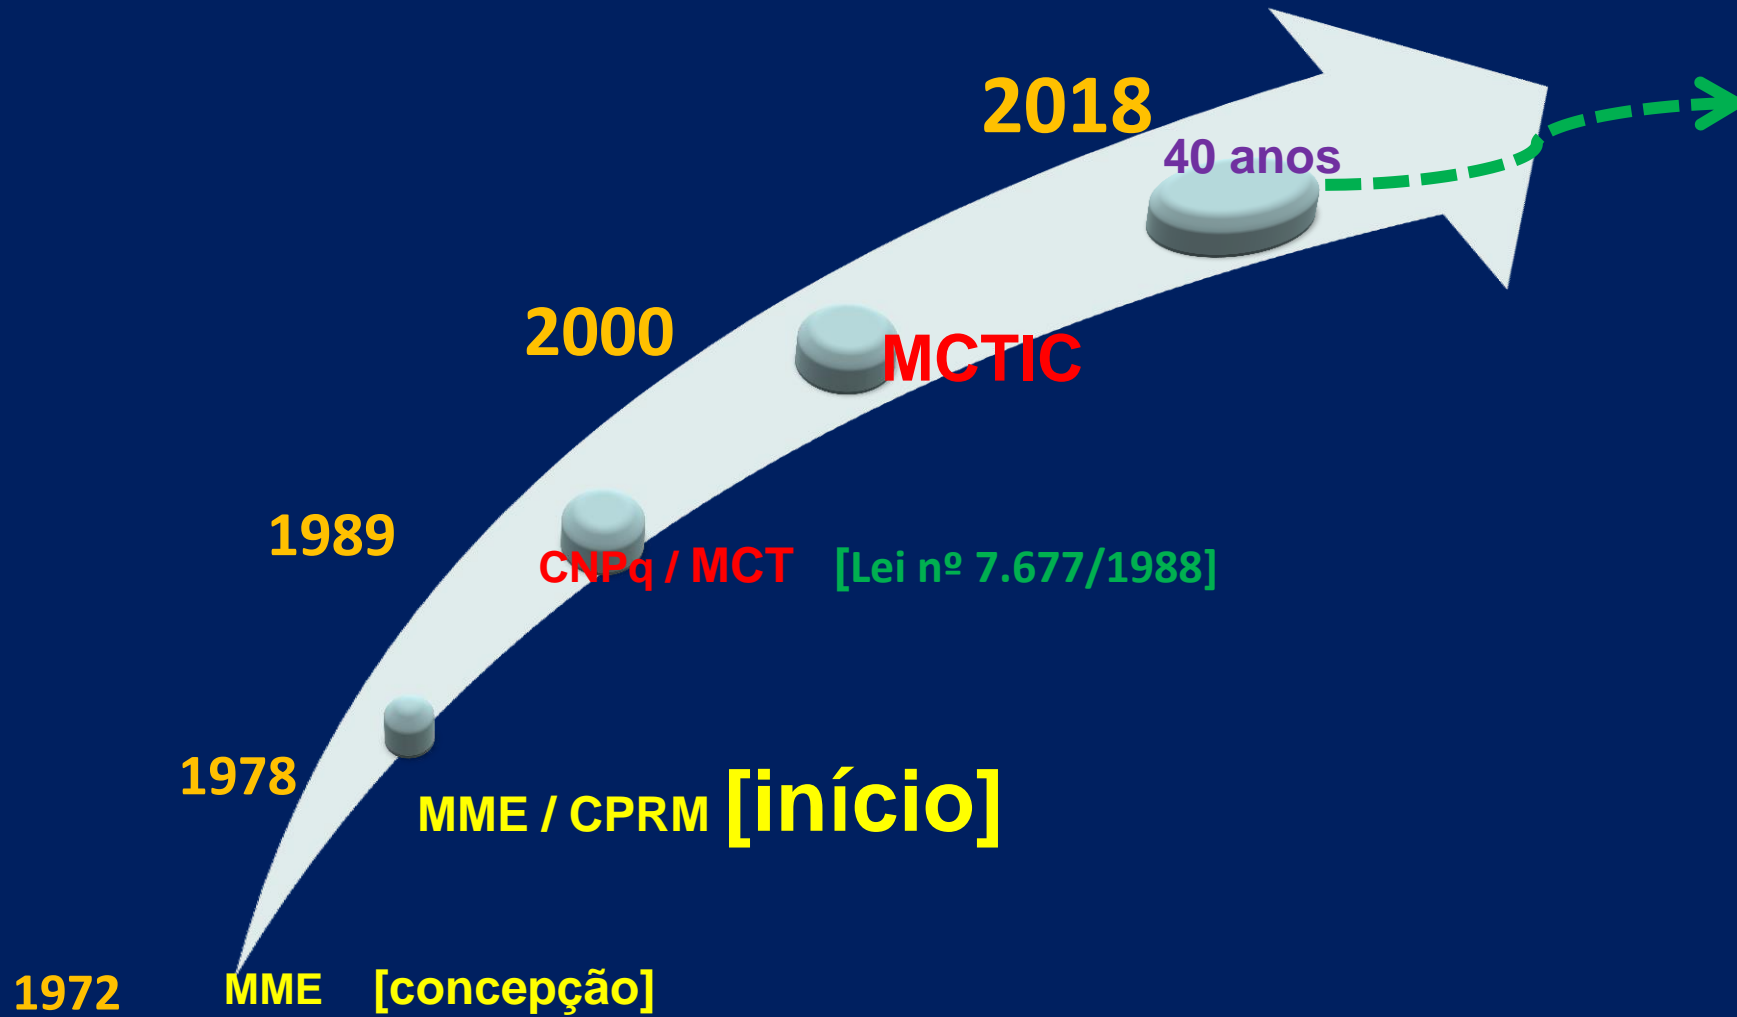 2018
40 anos
2000
MCTIC
1989
CNPq / MCT [Lei nº 7.677/1988]
1978
MME / CPRM [início]
1972 MME [concepção]